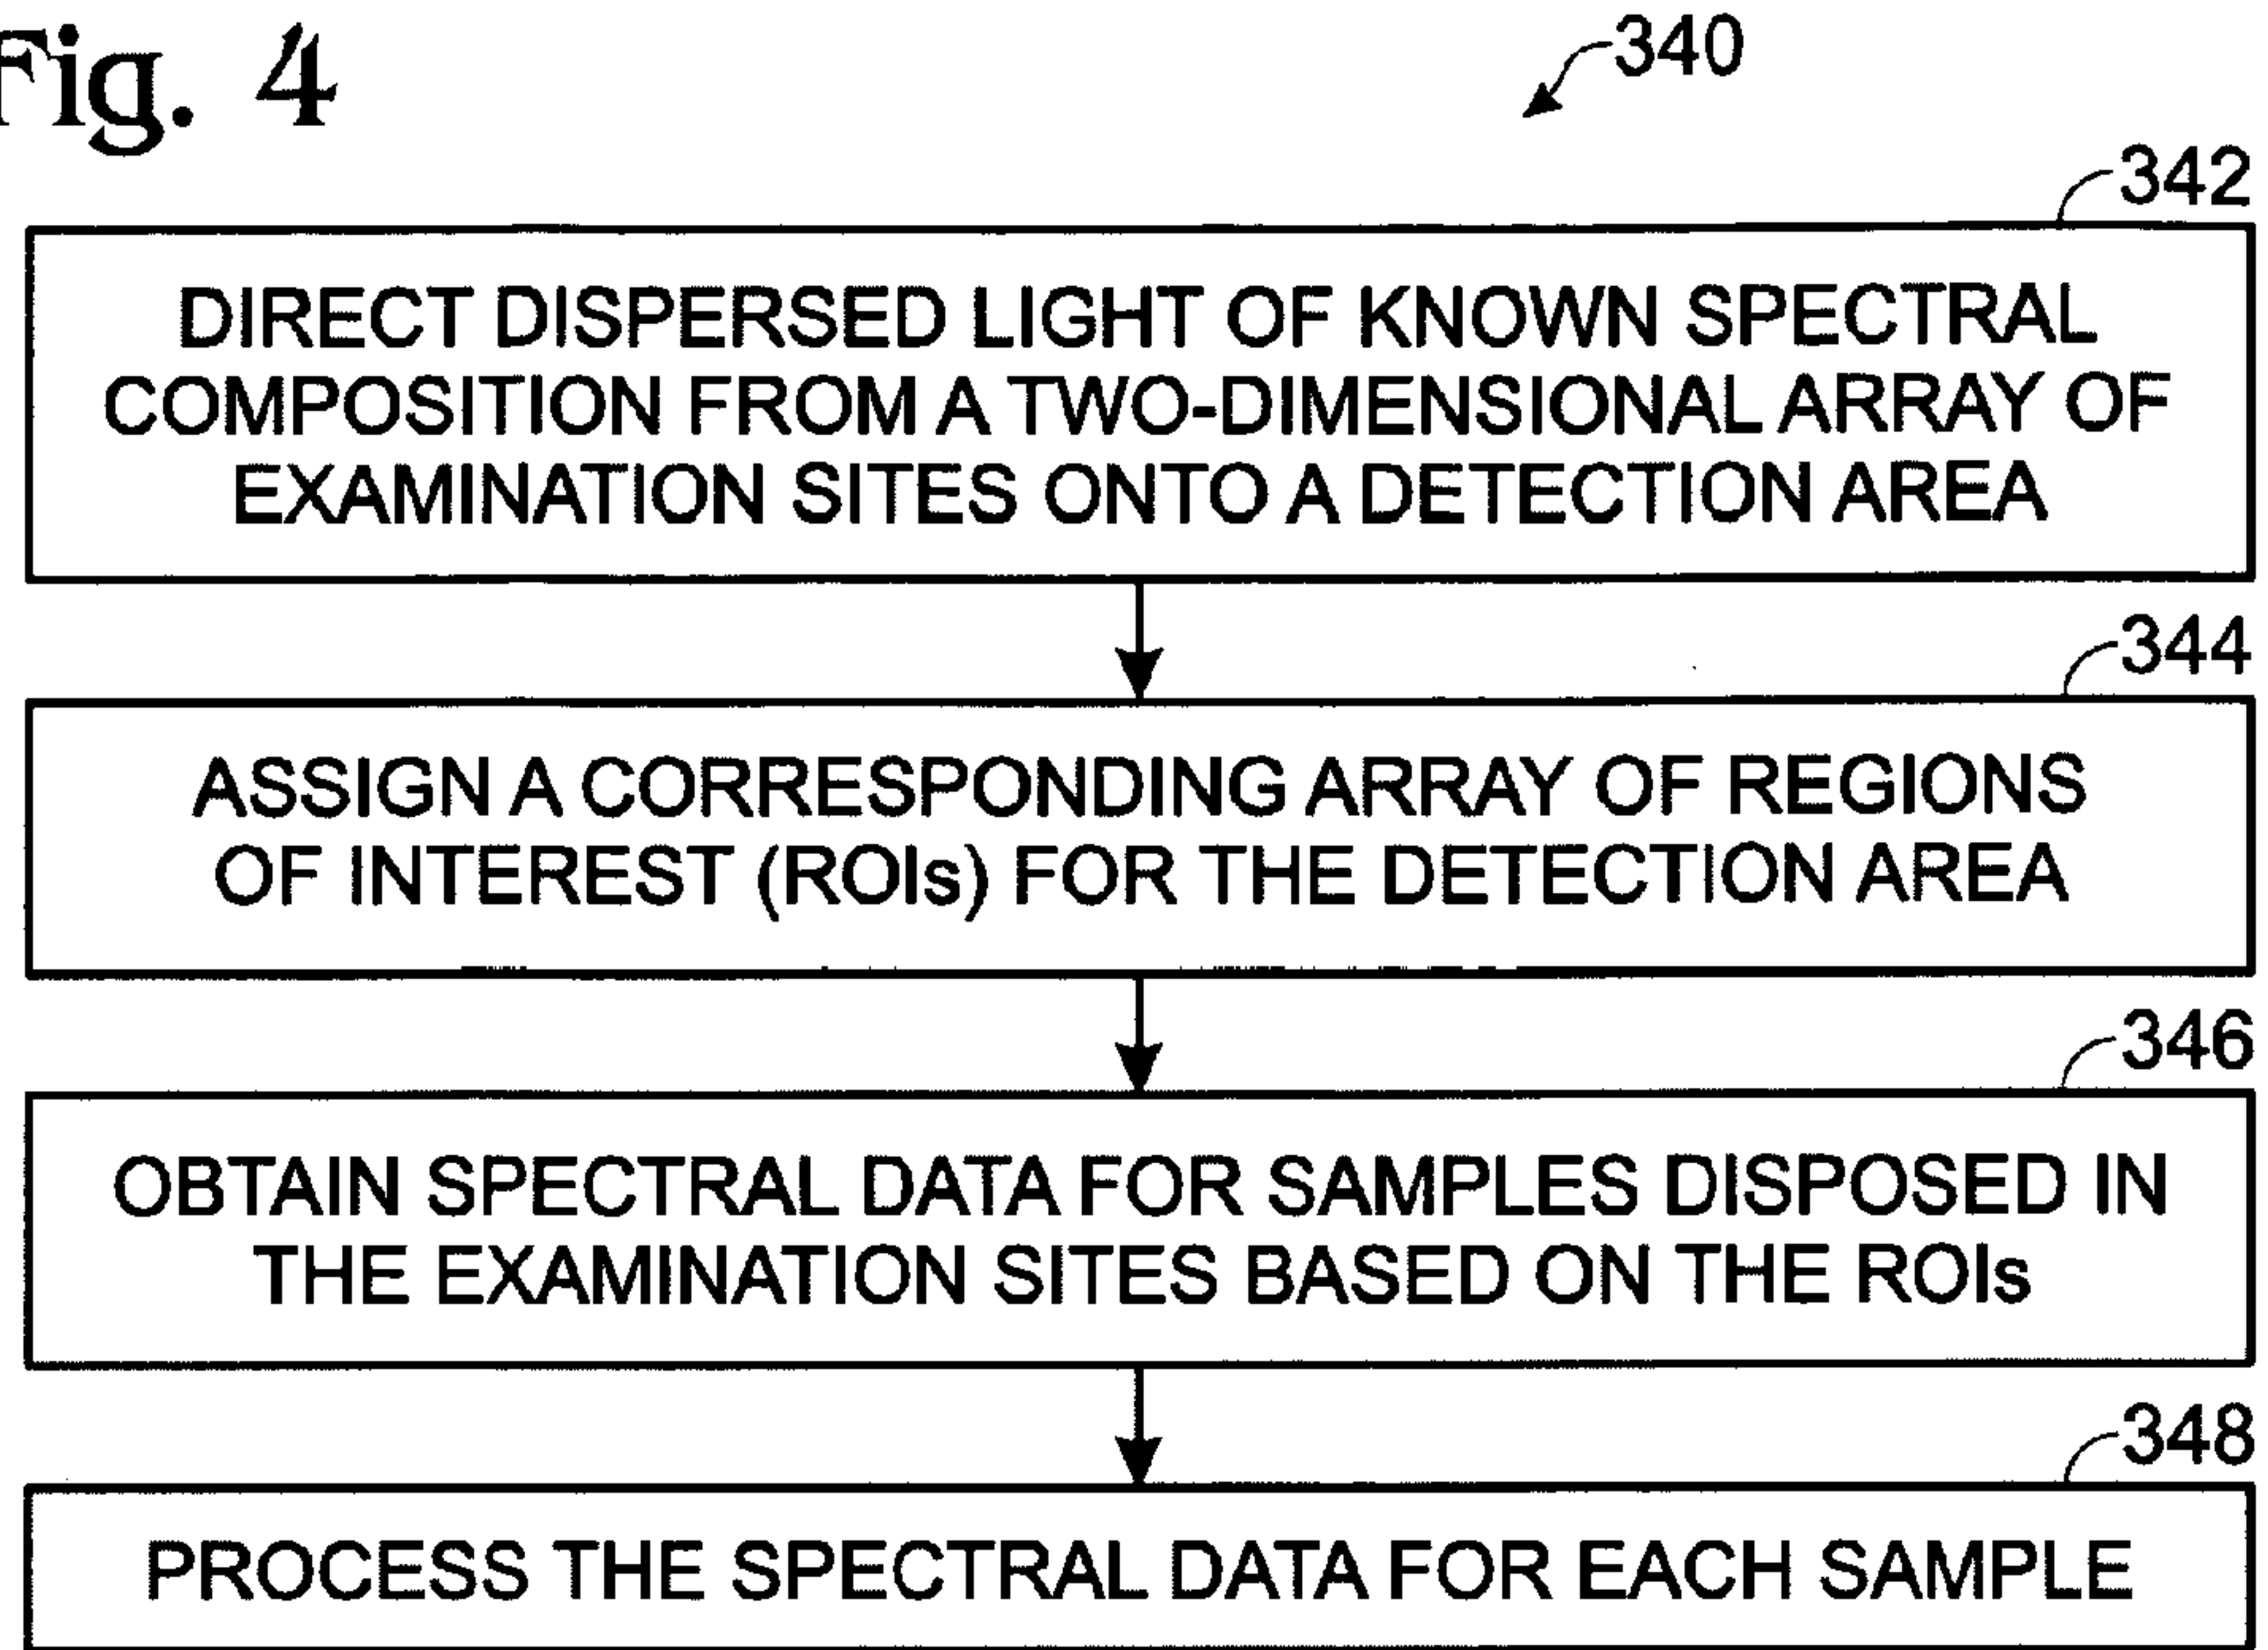 Fig. 4
340
342
DIRECT DISPERSED LIGHT OF KNOWN SPECTRAL
COMPOSITION FROM A TWO-DIMENSIONAL ARRAY OF
EXAMINATION SITES ONTO A DETECTION AREA
344
ASSIGN A CORRESPONDING ARRAY OF REGIONS
OF INTEREST (ROIs) FOR THE DETECTION AREA
346
OBTAIN SPECTRAL DATA FOR SAMPLES DISPOSED IN
THE EXAMINATION SITES BASED ON THE ROIs
348
PROCESS THE SPECTRAL DATA FOR EACH SAMPLE